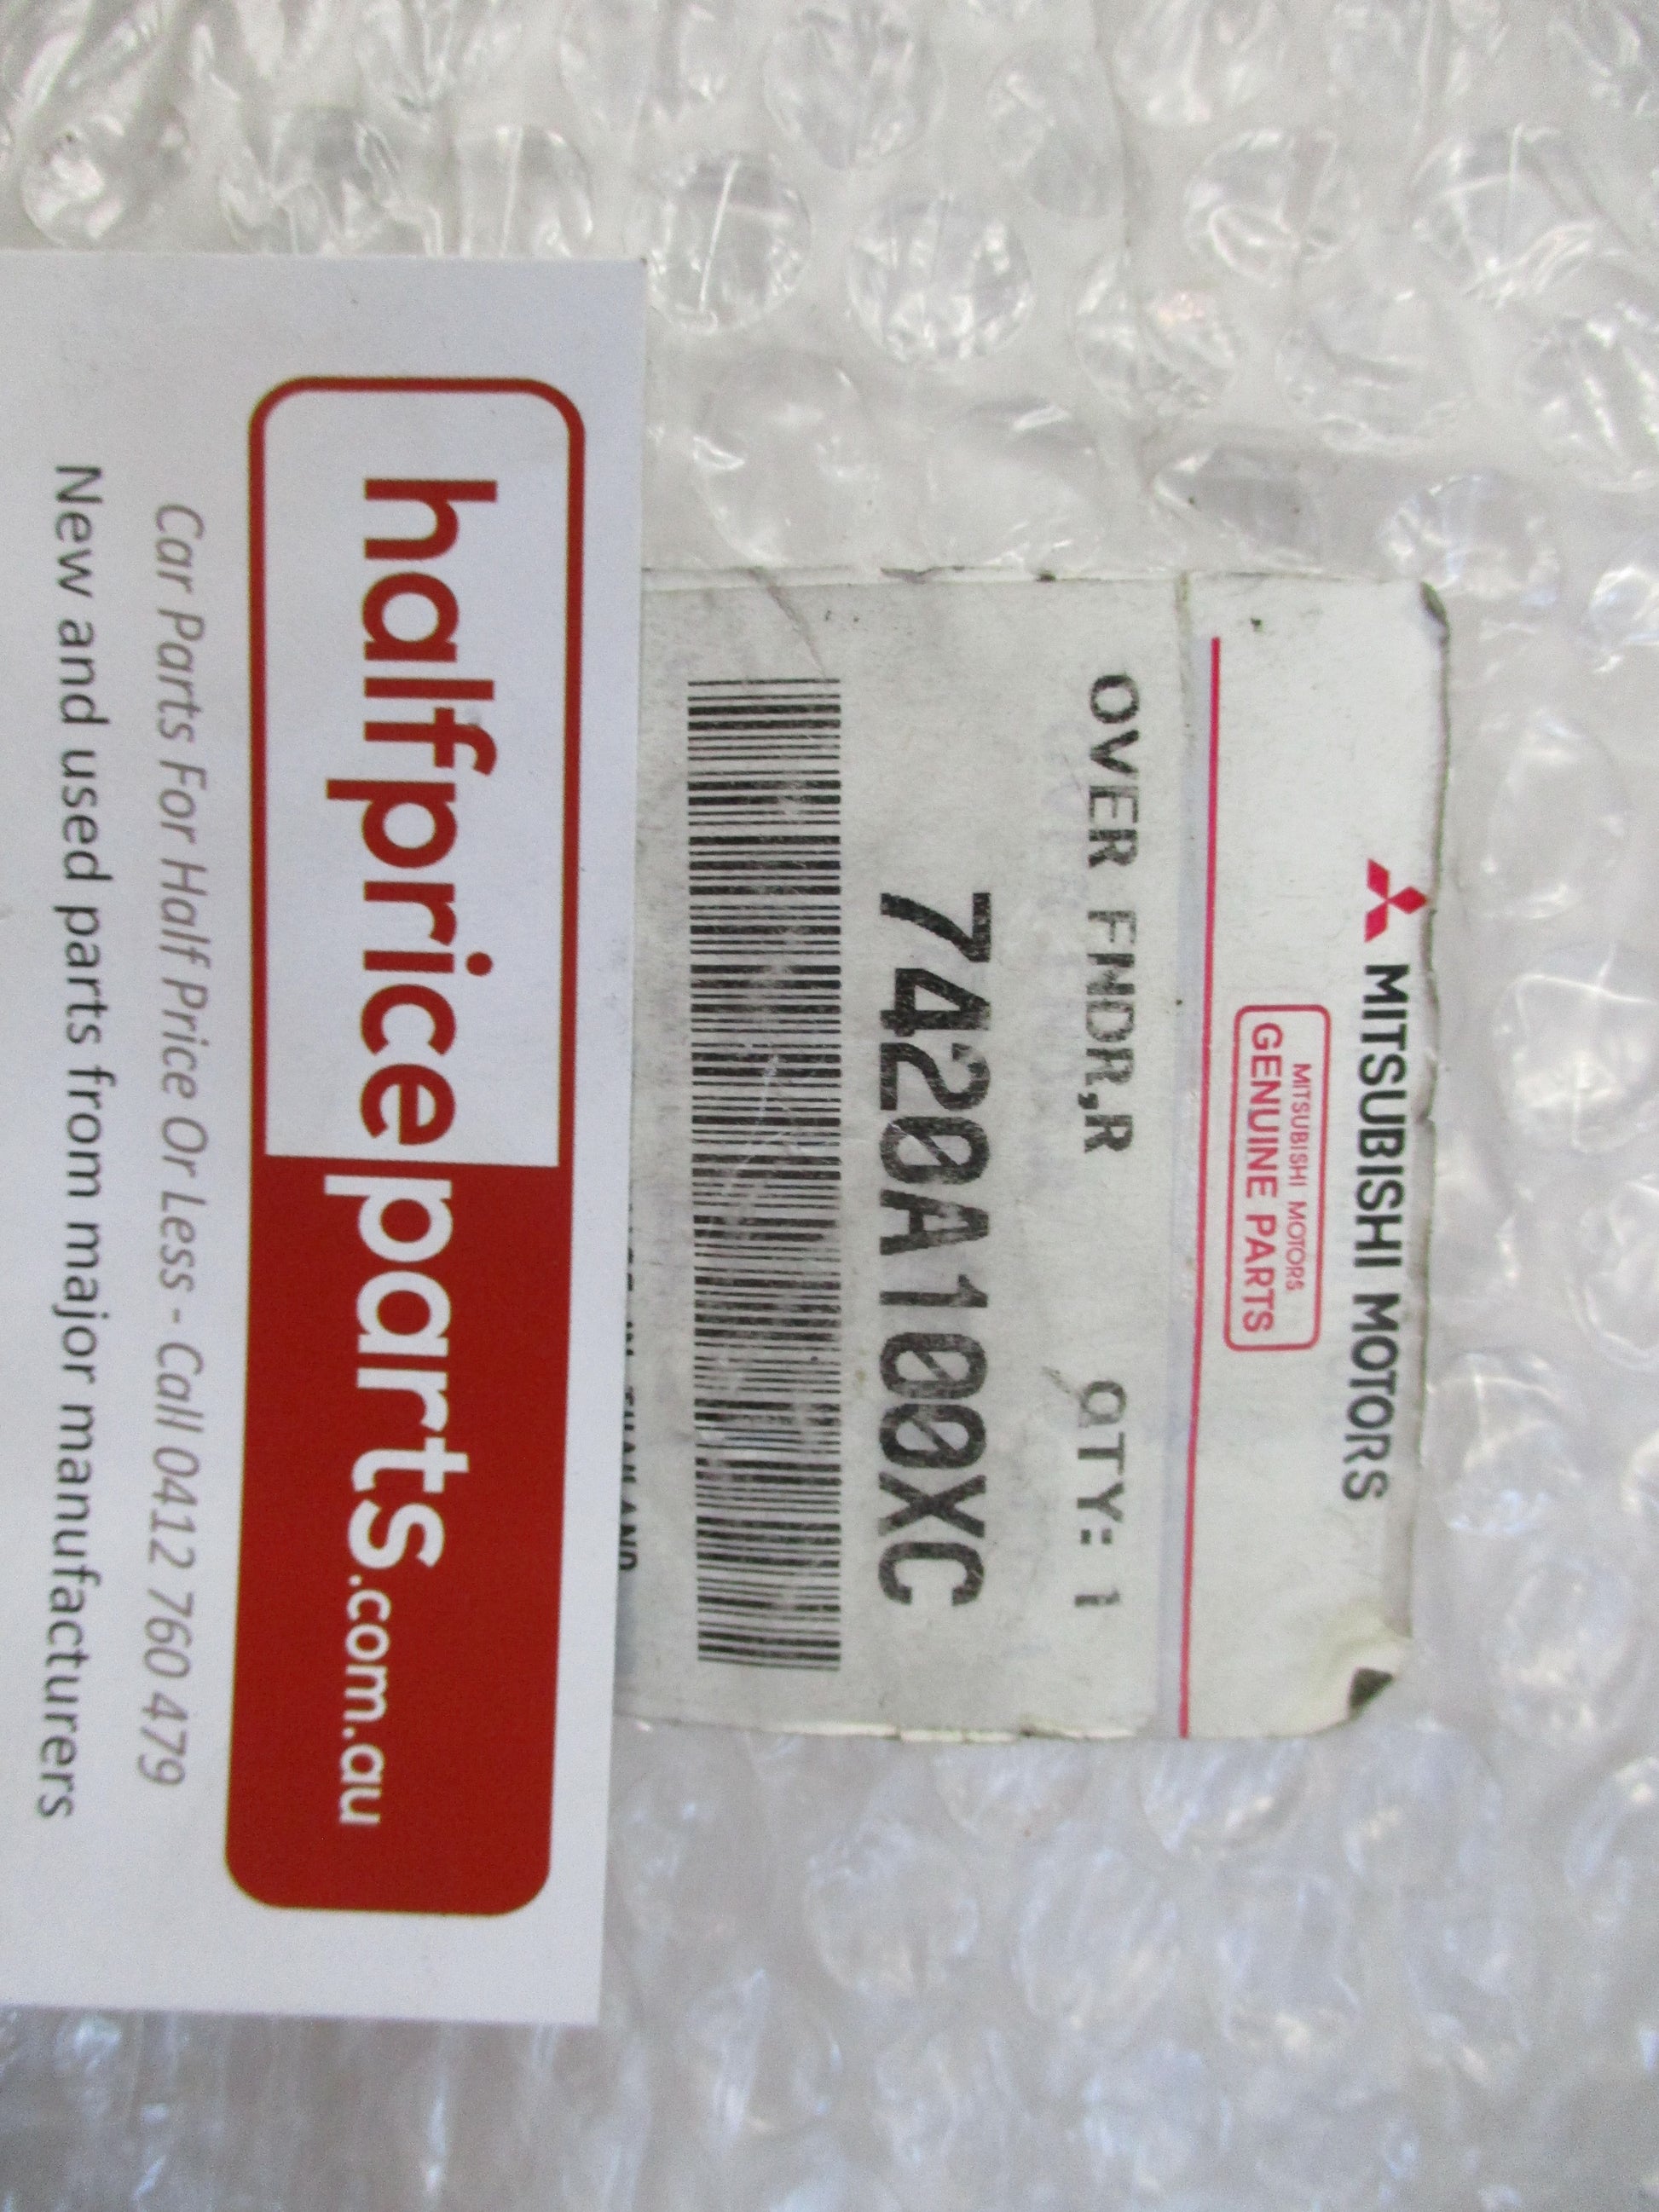 MITSUBISHI MOTORS
MITSUBISHI MOTORS
GENUINE PARTS
OVER FNDR,R QTY: 1
7420A100XC
THAILAND
halfpriceparts.com.au
Car Parts For Half Price Or Less - Call 0412 760 479
New and used parts from major manufacturers